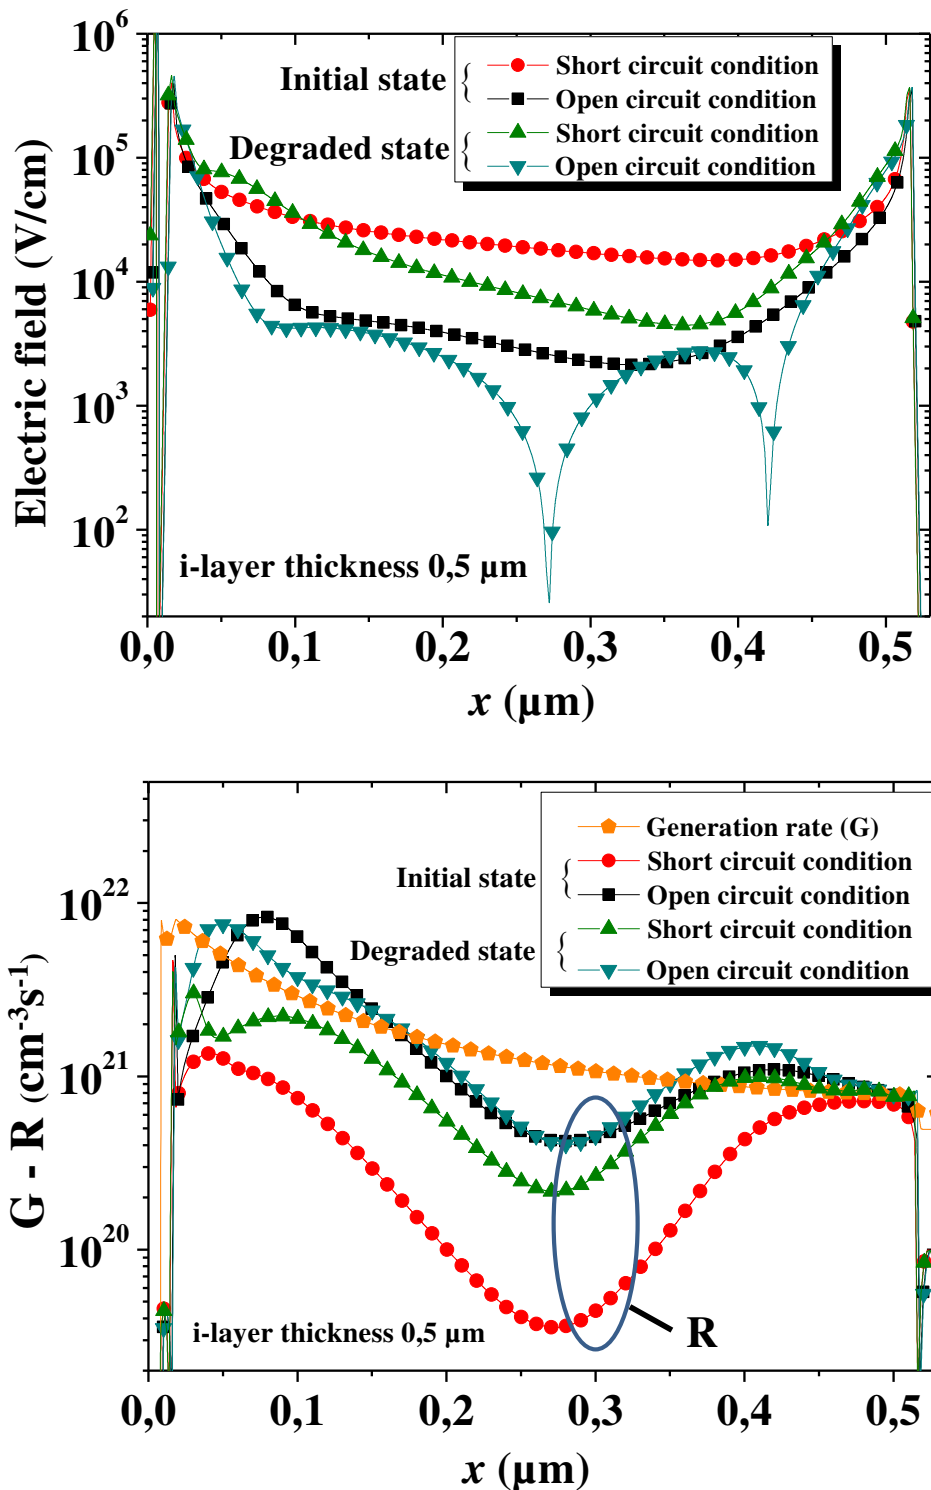 10^6
10^5
10^4
10^3
10^2
Electric field (V/cm)
Initial state { Short circuit condition
Open circuit condition
Degraded state { Short circuit condition
Open circuit condition
i-layer thickness 0,5 µm
0,0 0,1 0,2 0,3 0,4 0,5
x (µm)
10^22
10^21
10^20
G - R (cm^-3s^-1)
Generation rate (G)
Initial state { Short circuit condition
Open circuit condition
Degraded state { Short circuit condition
Open circuit condition
R
i-layer thickness 0,5 µm
0,0 0,1 0,2 0,3 0,4 0,5
x (µm)